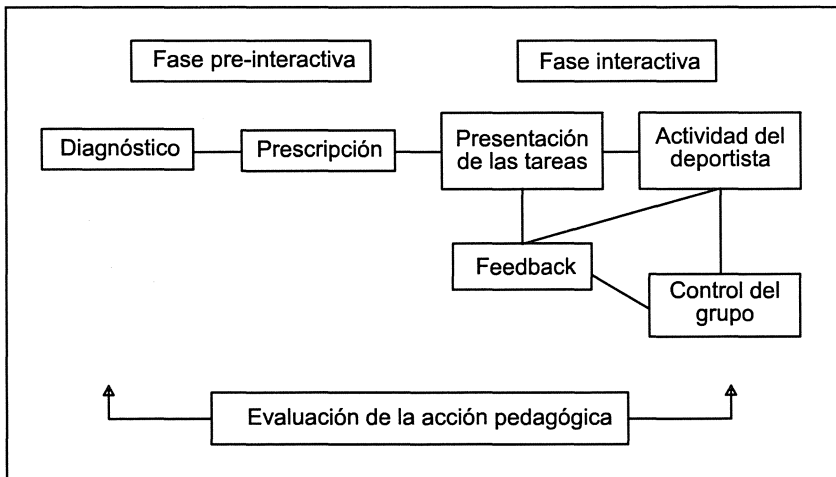 Fase pre-interactiva
Fase interactiva
Diagnóstico
Prescripción
Presentación
de las tareas
Actividad del
deportista
Feedback
Control del
grupo
Evaluación de la acción pedagógica